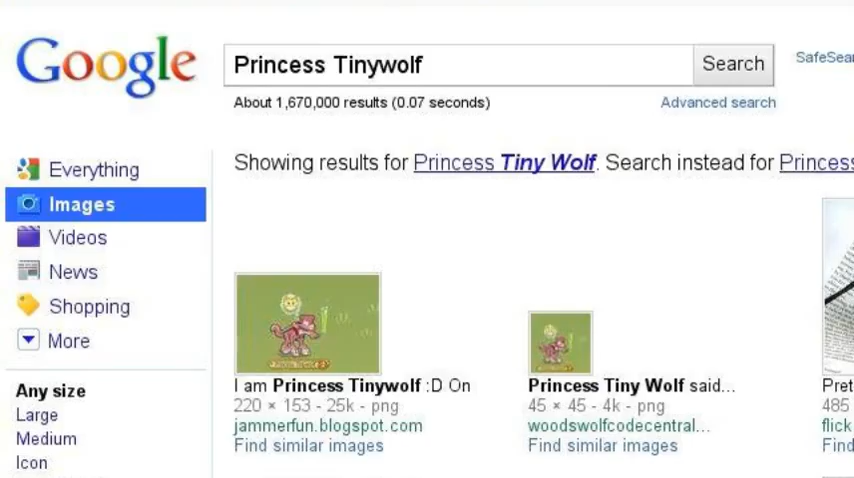 Google
Princess Tinywolf
Search
SafeSear
About 1,670,000 results (0.07 seconds)
Advanced search
Showing results for Princess Tiny Wolf. Search instead for Princess
Everything
Images
Videos
News
Shopping
More
Any size
Large
Medium
Icon
I am Princess Tinywolf :D On
220 × 153 - 25k - png
jammerfun.blogspot.com
Find similar images
Princess Tiny Wolf said...
45 × 45 - 4k - png
woodswolfcodecentral...
Find similar images
Pret
485
flick
Find